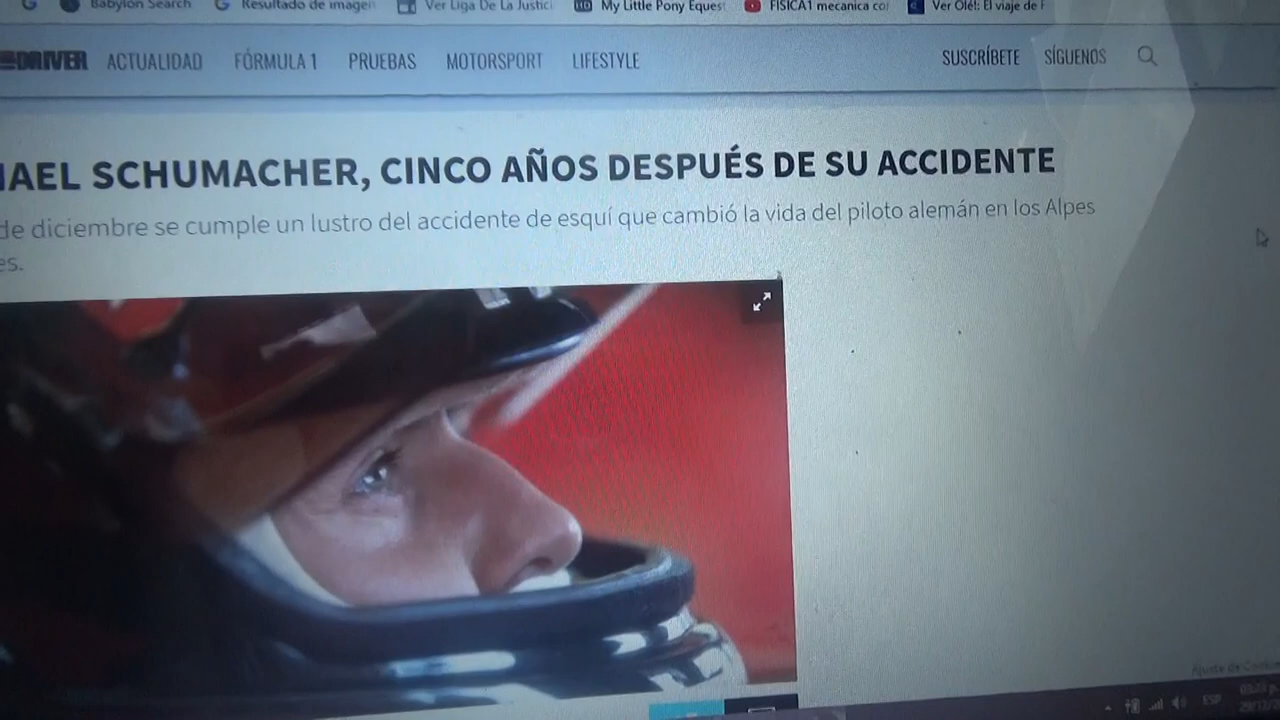 Babylon Search
Resultado de imagen
Ver Liga De La Justici
My Little Pony Equest
FISICA1 mecanica co
Ver Olé!: El viaje de F
DRIVER
ACTUALIDAD
FÓRMULA 1
PRUEBAS
MOTORSPORT
LIFESTYLE
SUSCRÍBETE
SÍGUENOS
AEL SCHUMACHER, CINCO AÑOS DESPUÉS DE SU ACCIDENTE
de diciembre se cumple un lustro del accidente de esquí que cambió la vida del piloto alemán en los Alpes
es.
ESP